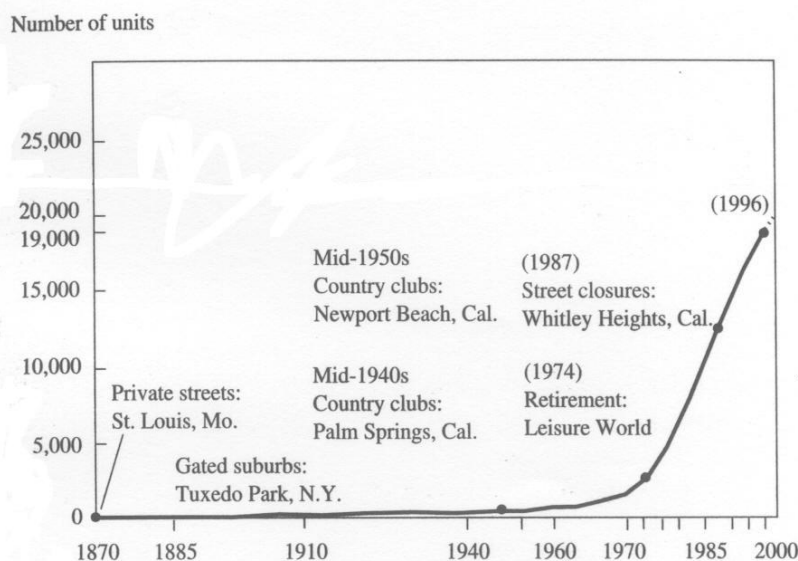 Number of units
25,000
20,000
19,000
15,000
10,000
5,000
0
(1996)
Mid-1950s
Country clubs:
Newport Beach, Cal.
(1987)
Street closures:
Whitley Heights, Cal.
Mid-1940s
Country clubs:
Palm Springs, Cal.
(1974)
Retirement:
Leisure World
Private streets:
St. Louis, Mo.
Gated suburbs:
Tuxedo Park, N.Y.
1870 1885 1910 1940 1960 1970 1985 2000